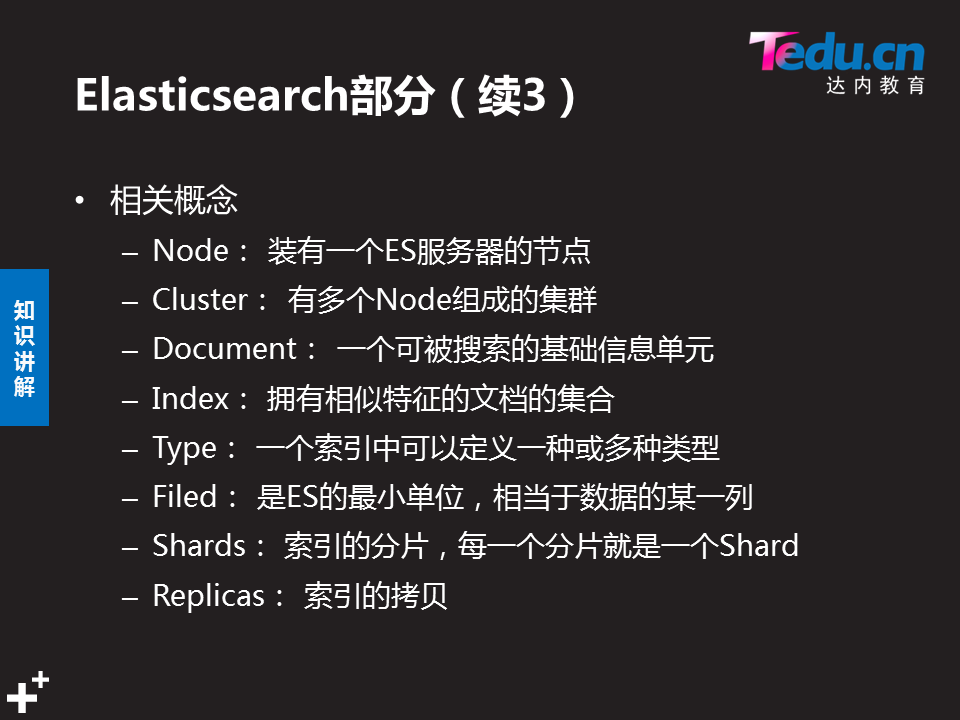 Tedu.cn
达内教育
Elasticsearch部分（续3）
• 相关概念
– Node： 装有一个ES服务器的节点
– Cluster： 有多个Node组成的集群
– Document： 一个可被搜索的基础信息单元
– Index： 拥有相似特征的文档的集合
– Type： 一个索引中可以定义一种或多种类型
– Filed： 是ES的最小单位，相当于数据的某一列
– Shards： 索引的分片，每一个分片就是一个Shard
– Replicas： 索引的拷贝
知
识
讲
解